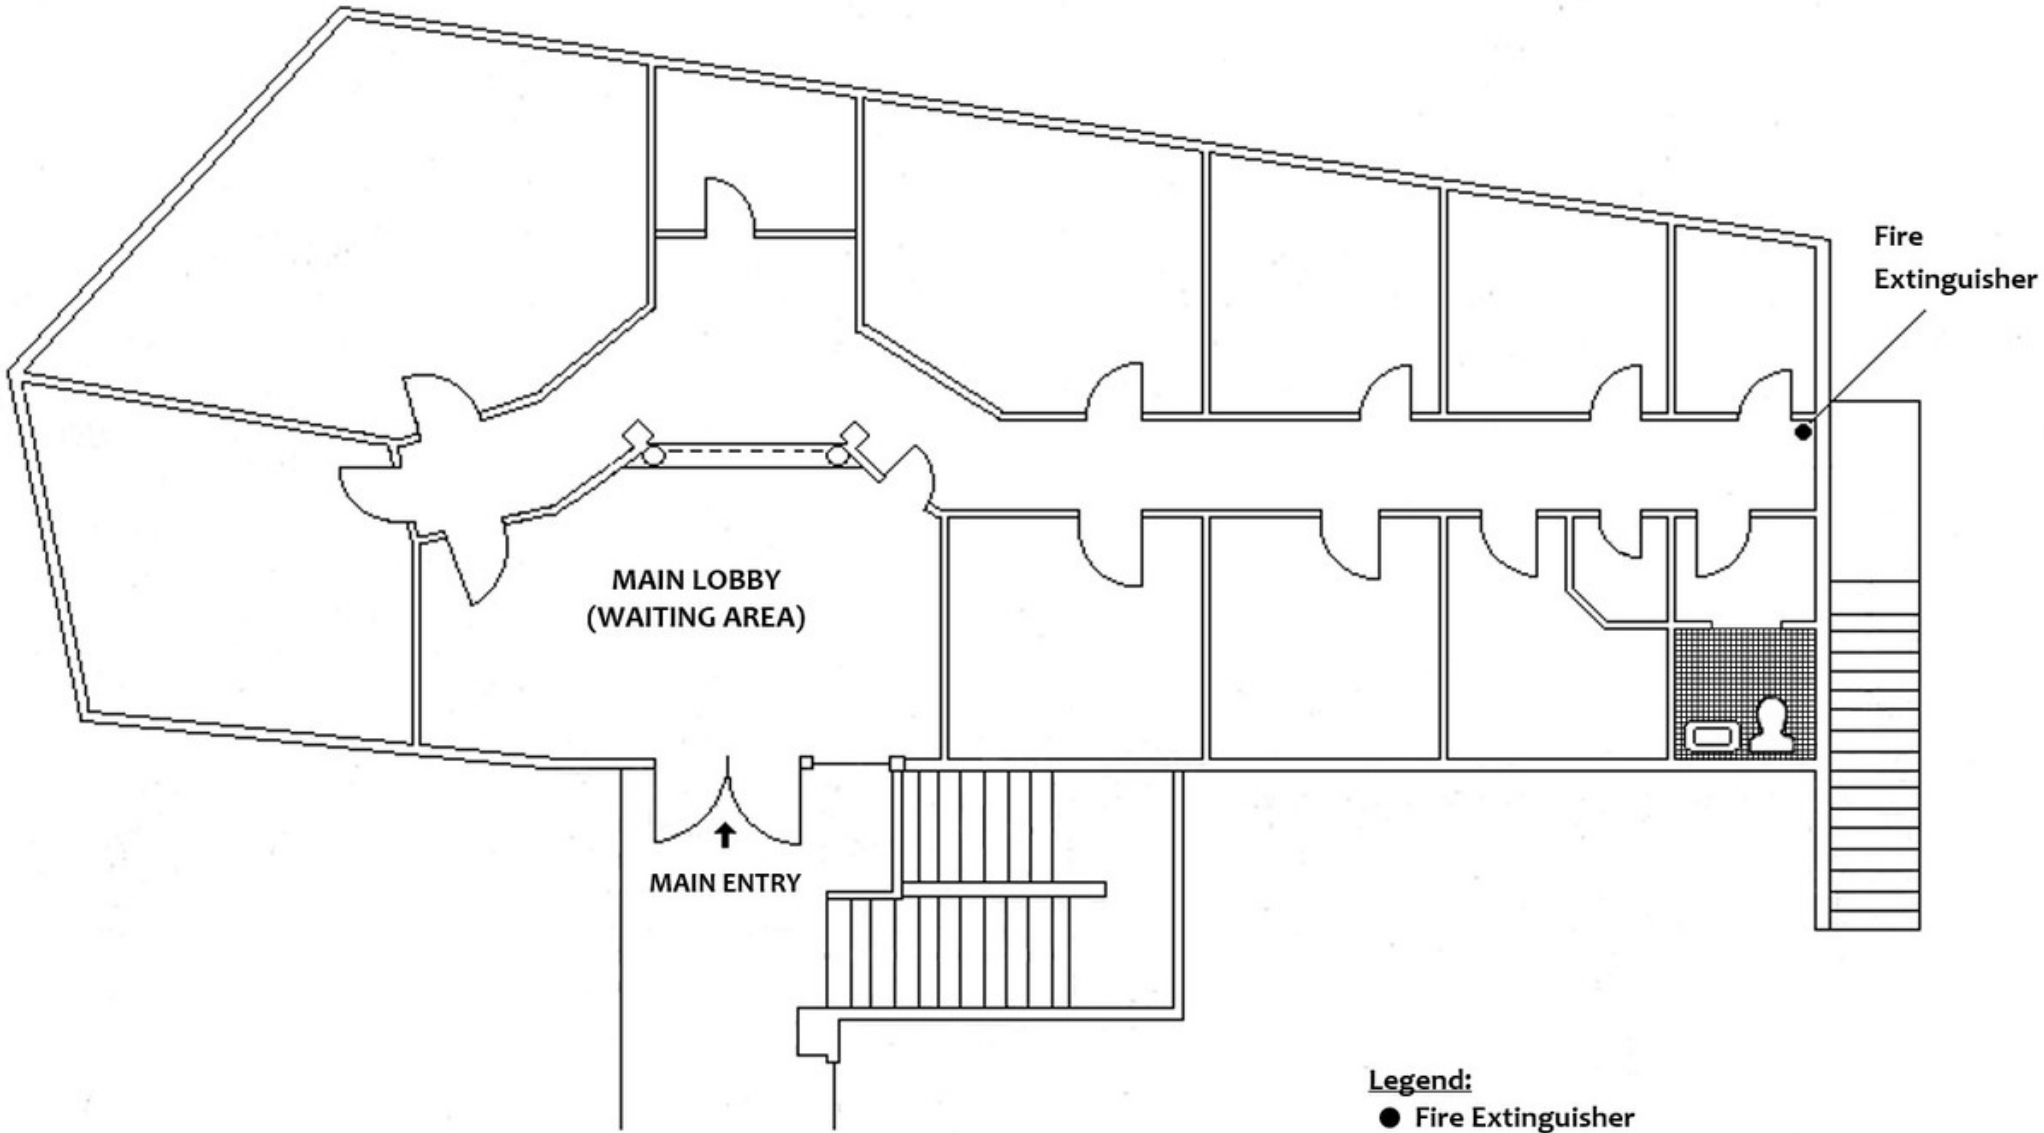 Fire
Extinguisher
MAIN LOBBY
(WAITING AREA)
MAIN ENTRY
Legend:
Fire Extinguisher